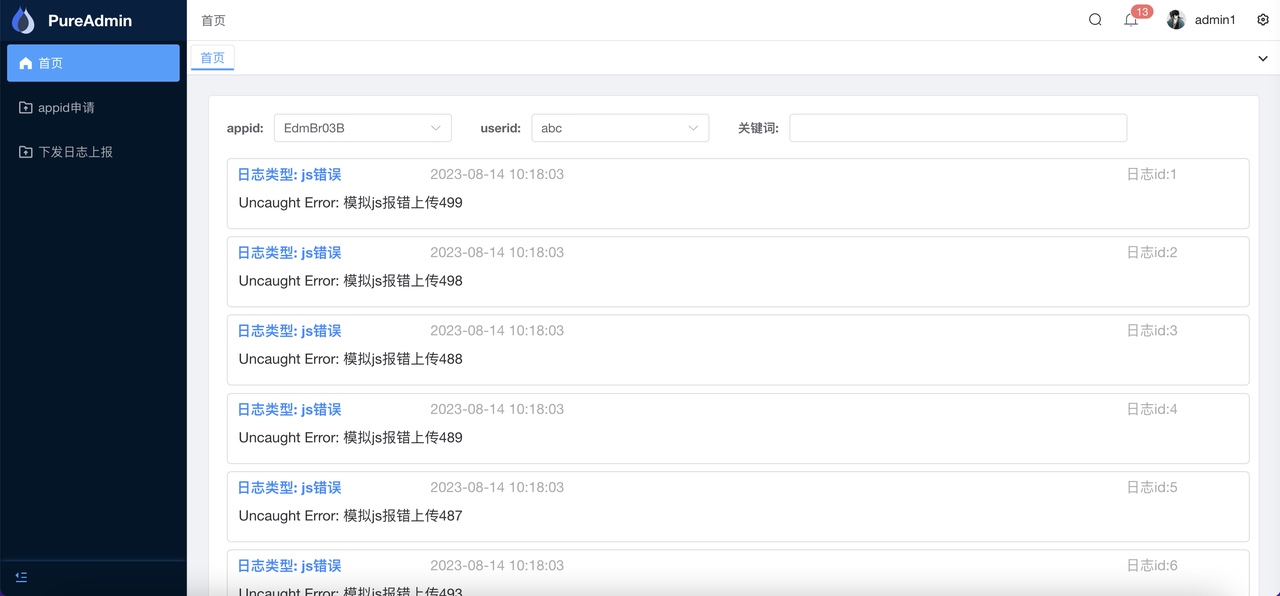 PureAdmin
首页
appid申请
下发日志上报
首页
13
admin1
首页
appid: EdmBr03B userid: abc 关键词:
日志类型: js错误 2023-08-14 10:18:03 日志id:1
Uncaught Error: 模拟js报错上传499
日志类型: js错误 2023-08-14 10:18:03 日志id:2
Uncaught Error: 模拟js报错上传498
日志类型: js错误 2023-08-14 10:18:03 日志id:3
Uncaught Error: 模拟js报错上传488
日志类型: js错误 2023-08-14 10:18:03 日志id:4
Uncaught Error: 模拟js报错上传489
日志类型: js错误 2023-08-14 10:18:03 日志id:5
Uncaught Error: 模拟js报错上传487
日志类型: js错误 2023-08-14 10:18:03 日志id:6
Uncaught Error: 模拟js报错上传493